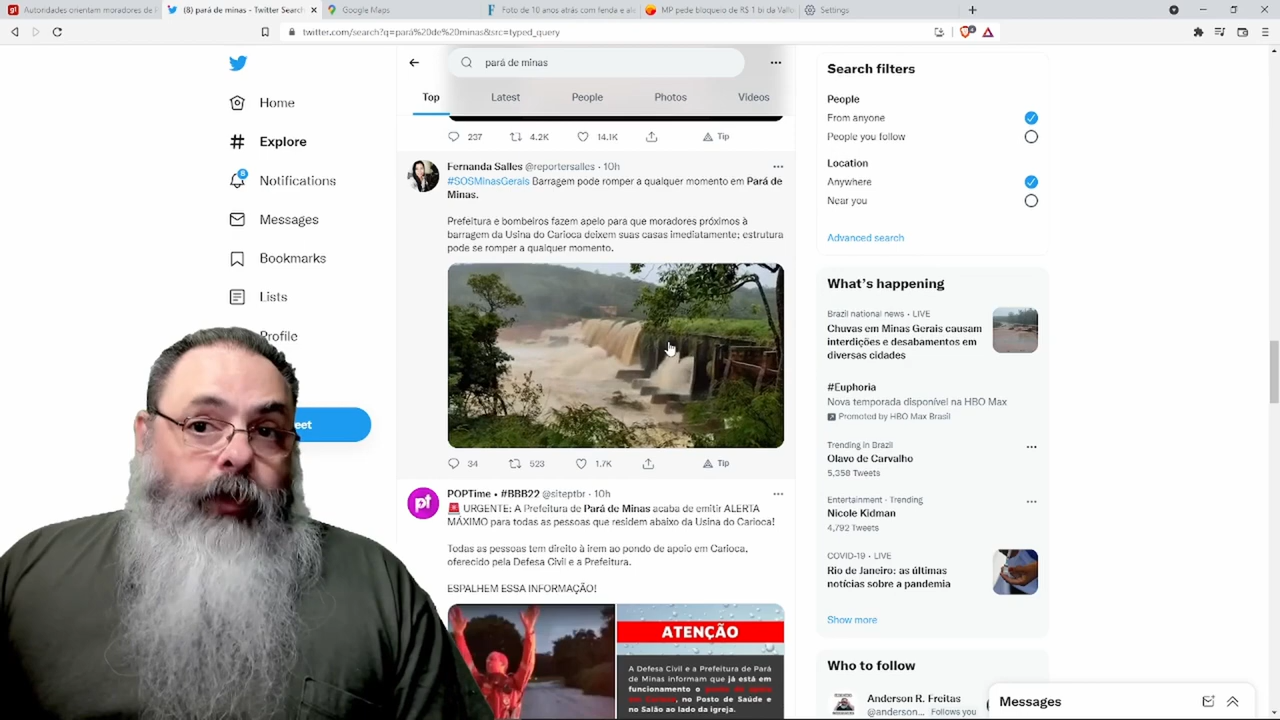 Autoridades orientam moradores de P
(8) pará de minas - Twitter Search
Google Maps
Foto de 10 anos atrás com fenda e ale
MP pede bloqueio de R$ 1 bi da Vallo
Settings
twitter.com/search?q=pará%20de%20minas&src=typed_query
pará de minas
Top
Latest
People
Photos
Videos
Home
Explore
8
Notifications
Messages
Bookmarks
Lists
Profile
eet
237
4.2K
14.1K
Tip
Fernanda Salles @reportersalles · 10h
#SOSMinasGerais Barragem pode romper a qualquer momento em Pará de
Minas.
Prefeitura e bombeiros fazem apelo para que moradores próximos à
barragem da Usina do Carioca deixem suas casas imediatamente; estrutura
pode se romper a qualquer momento.
34
523
1.7K
Tip
POPTime · #BBB22 @siteptbr · 10h
URGENTE: A Prefeitura de Pará de Minas acaba de emitir ALERTA
MÁXIMO para todas as pessoas que residem abaixo da Usina do Carioca!
Todas as pessoas tem direito à irem ao pondo de apoio em Carioca,
oferecido pela Defesa Civil e a Prefeitura.
ESPALHEM ESSA INFORMAÇÃO!
ATENÇÃO
A Defesa Civil e a Prefeitura de Pará
de Minas informam que já está em
funcionamento o
no Posto de Saúde e
no Salão ao lado da igreja.
Search filters
People
From anyone
People you follow
Location
Anywhere
Near you
Advanced search
What's happening
Brazil national news · LIVE
Chuvas em Minas Gerais causam
interdições e desabamentos em
diversas cidades
#Euphoria
Nova temporada disponível na HBO Max
Promoted by HBO Max Brasil
Trending in Brazil
Olavo de Carvalho
5,358 Tweets
Entertainment · Trending
Nicole Kidman
4,792 Tweets
COVID-19 · LIVE
Rio de Janeiro: as últimas
notícias sobre a pandemia
Show more
Who to follow
Anderson R. Freitas
@anderson... Follows you
Messages